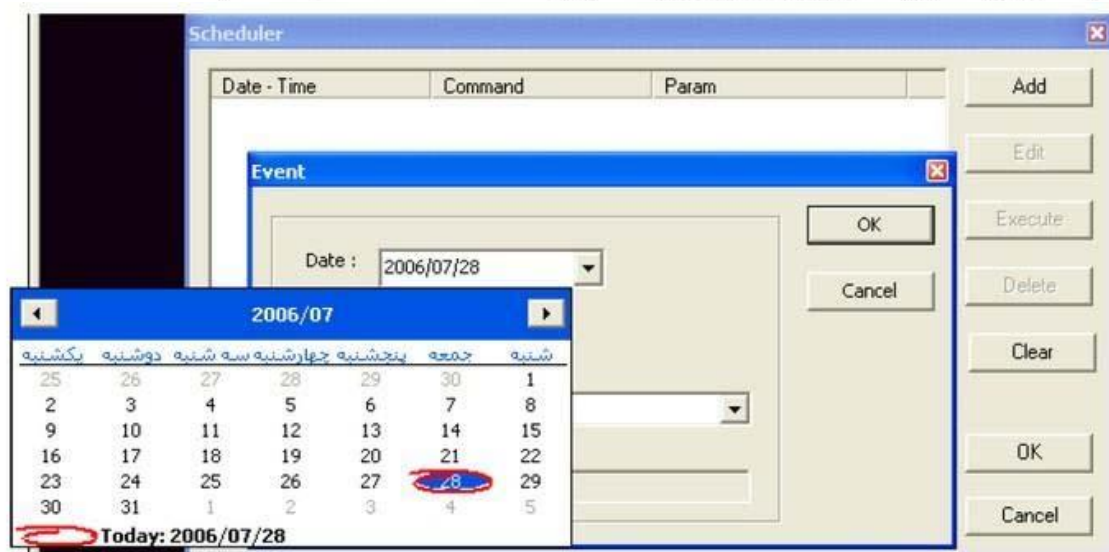 Scheduler
Date - Time Command Param
Add
Edit
Event
OK
Execute
Date : 2006/07/28
Cancel
Delete
2006/07
Clear
یکشنبه دوشنبه سه شنبه چهارشنبه پنجشنبه جمعه شنبه
25 26 27 28 29 30 1
2 3 4 5 6 7 8
9 10 11 12 13 14 15
16 17 18 19 20 21 22
OK
23 24 25 26 27 28 29
30 31 1 2 3 4 5
Cancel
Today: 2006/07/28